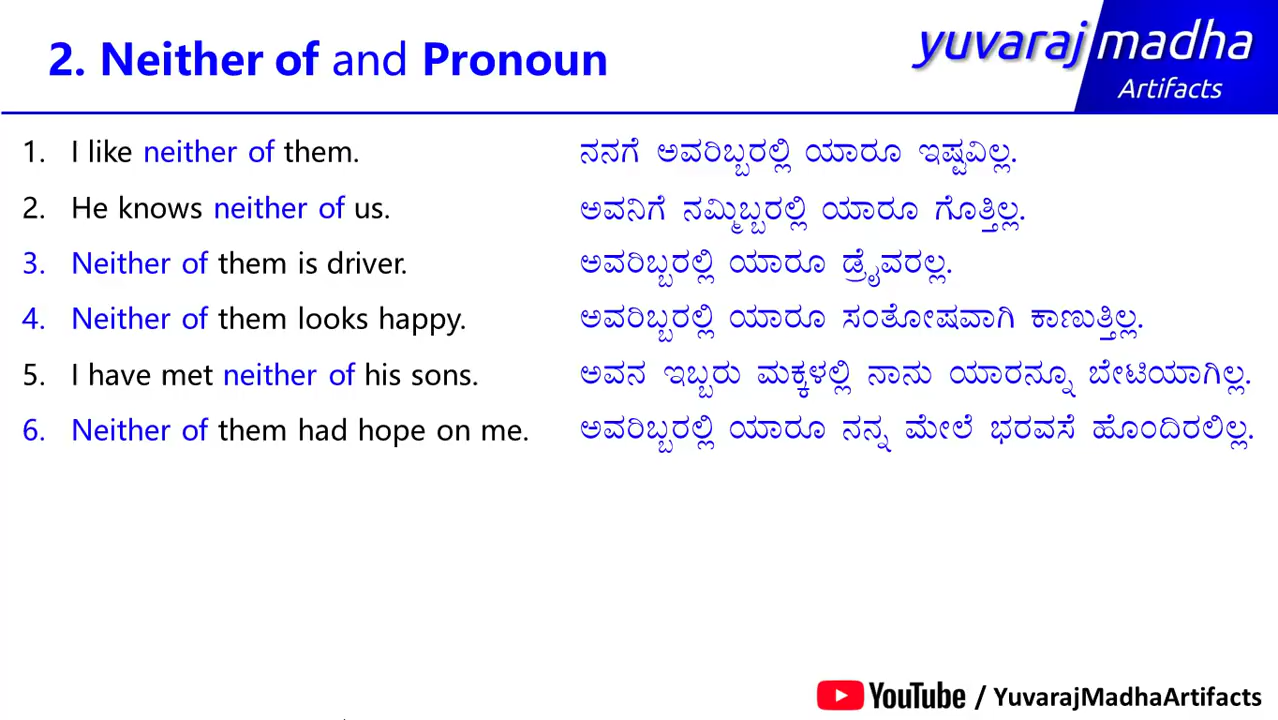 2. Neither of and Pronoun
yuvaraj madha
Artifacts
1. I like neither of them. ನನಗೆ ಅವರಿಬ್ಬರಲ್ಲಿ ಯಾರೂ ಇಷ್ಟವಿಲ್ಲ.
2. He knows neither of us. ಅವನಿಗೆ ನಮ್ಮಿಬ್ಬರಲ್ಲಿ ಯಾರೂ ಗೊತ್ತಿಲ್ಲ.
3. Neither of them is driver. ಅವರಿಬ್ಬರಲ್ಲಿ ಯಾರೂ ಡ್ರೈವರಲ್ಲ.
4. Neither of them looks happy. ಅವರಿಬ್ಬರಲ್ಲಿ ಯಾರೂ ಸಂತೋಷವಾಗಿ ಕಾಣುತ್ತಿಲ್ಲ.
5. I have met neither of his sons. ಅವನ ಇಬ್ಬರು ಮಕ್ಕಳಲ್ಲಿ ನಾನು ಯಾರನ್ನೂ ಬೇಟಿಯಾಗಿಲ್ಲ.
6. Neither of them had hope on me. ಅವರಿಬ್ಬರಲ್ಲಿ ಯಾರೂ ನನ್ನ ಮೇಲೆ ಭರವಸೆ ಹೊಂದಿರಲಿಲ್ಲ.
YouTube / YuvarajMadhaArtifacts